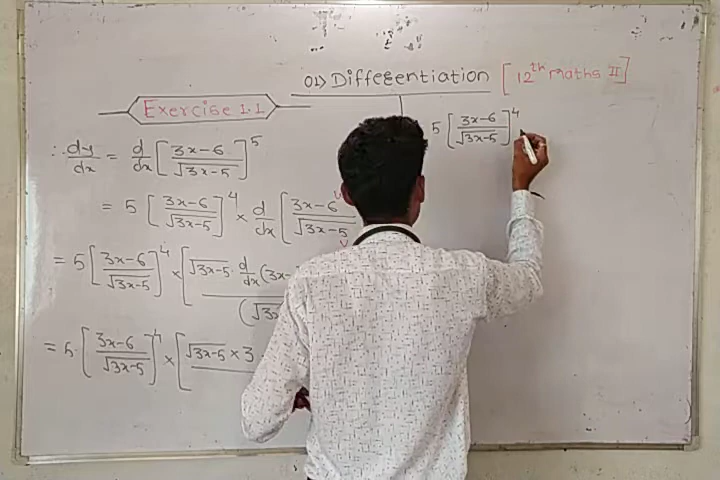 01) Differentiation [12th maths II]
Exercise 1.1
∴ dy/dx = d/dx [3x-6/√3x-5]^5
= 5 [3x-6/√3x-5]^4 × d/dx [3x-6/√3x-5
u
v
= 5 [3x-6/√3x-5]^4 × [√3x-5 · d/dx (3x-
(√3x
= 5 · [3x-6/√3x-5]^4 × [√3x-5 × 3
5 [3x-6/√3x-5]^4